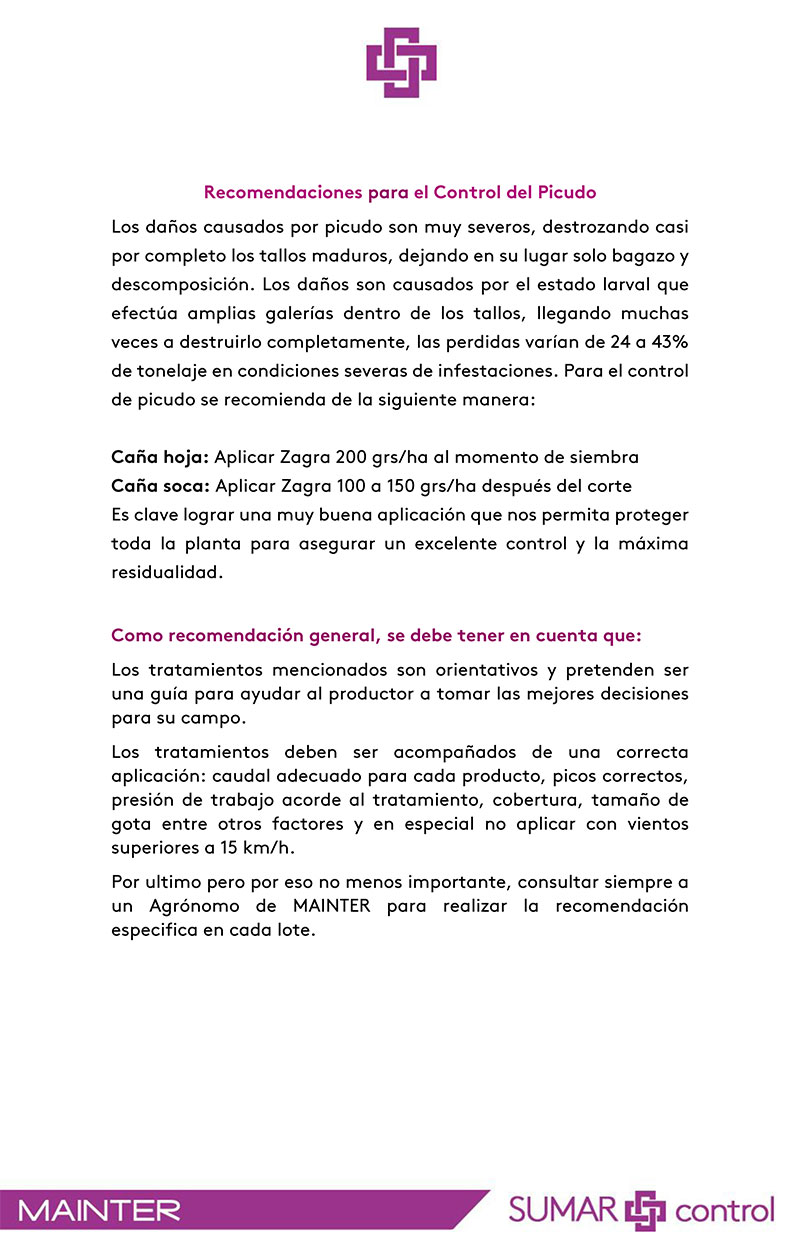 Recomendaciones para el Control del Picudo
Los daños causados por picudo son muy severos, destrozando casi
por completo los tallos maduros, dejando en su lugar solo bagazo y
descomposición. Los daños son causados por el estado larval que
efectúa amplias galerías dentro de los tallos, llegando muchas
veces a destruirlo completamente, las perdidas varían de 24 a 43%
de tonelaje en condiciones severas de infestaciones. Para el control
de picudo se recomienda de la siguiente manera:
Caña hoja: Aplicar Zagra 200 grs/ha al momento de siembra
Caña soca: Aplicar Zagra 100 a 150 grs/ha después del corte
Es clave lograr una muy buena aplicación que nos permita proteger
toda la planta para asegurar un excelente control y la máxima
residualidad.
Como recomendación general, se debe tener en cuenta que:
Los tratamientos mencionados son orientativos y pretenden ser
una guía para ayudar al productor a tomar las mejores decisiones
para su campo.
Los tratamientos deben ser acompañados de una correcta
aplicación: caudal adecuado para cada producto, picos correctos,
presión de trabajo acorde al tratamiento, cobertura, tamaño de
gota entre otros factores y en especial no aplicar con vientos
superiores a 15 km/h.
Por ultimo pero por eso no menos importante, consultar siempre a
un Agrónomo de MAINTER para realizar la recomendación
especifica en cada lote.
MAINTER
SUMAR control